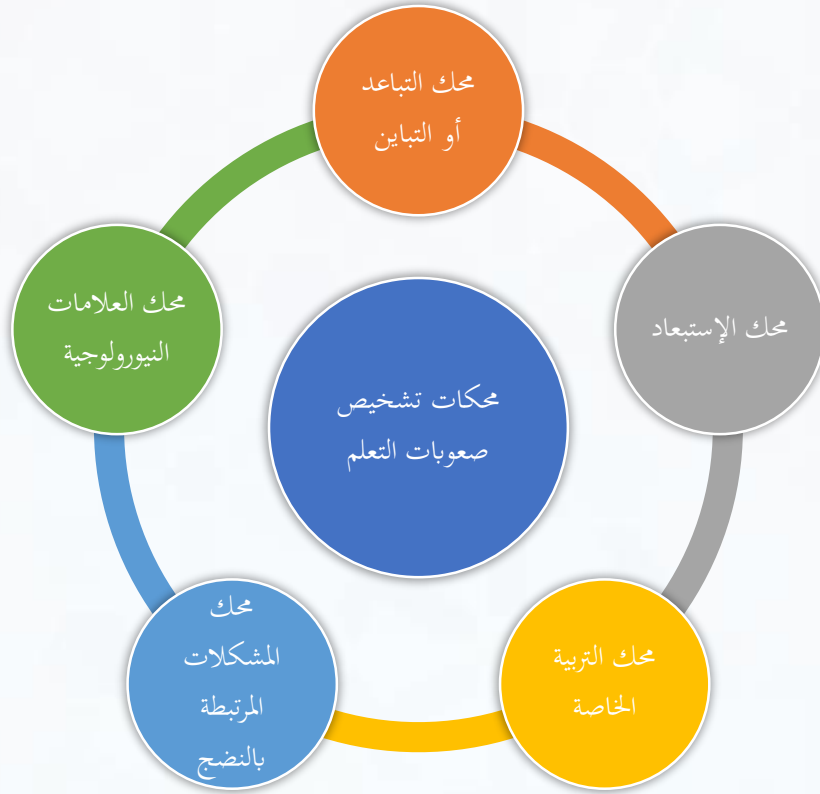 محك التباعد
أو التباين
محك الإستبعاد
محك التربية
الخاصة
محك
المشكلات
المرتبطة
بالنضج
محك العلامات
النيورولوجية
محكات تشخيص
صعوبات التعلم